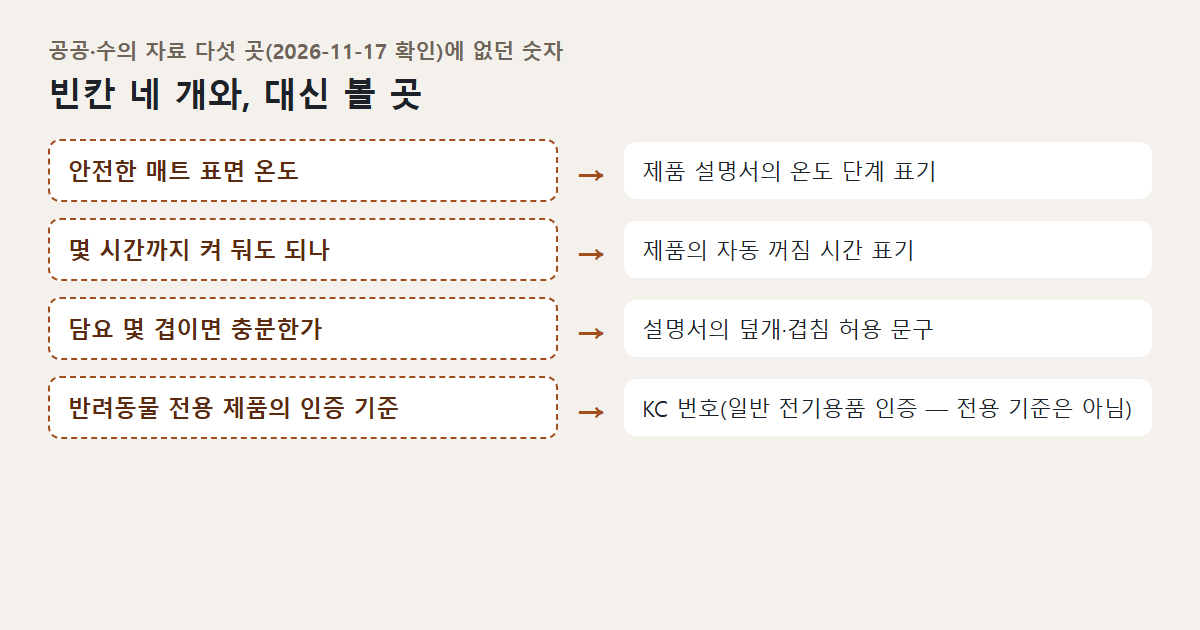 공공·수의 자료 다섯 곳(2026-11-17 확인)에 없던 숫자
빈칸 네 개와, 대신 볼 곳
안전한 매트 표면 온도 → 제품 설명서의 온도 단계 표기
몇 시간까지 켜 둬도 되나 → 제품의 자동 꺼짐 시간 표기
담요 몇 겹이면 충분한가 → 설명서의 덮개·겹침 허용 문구
반려동물 전용 제품의 인증 기준 → KC 번호(일반 전기용품 인증 — 전용 기준은 아님)